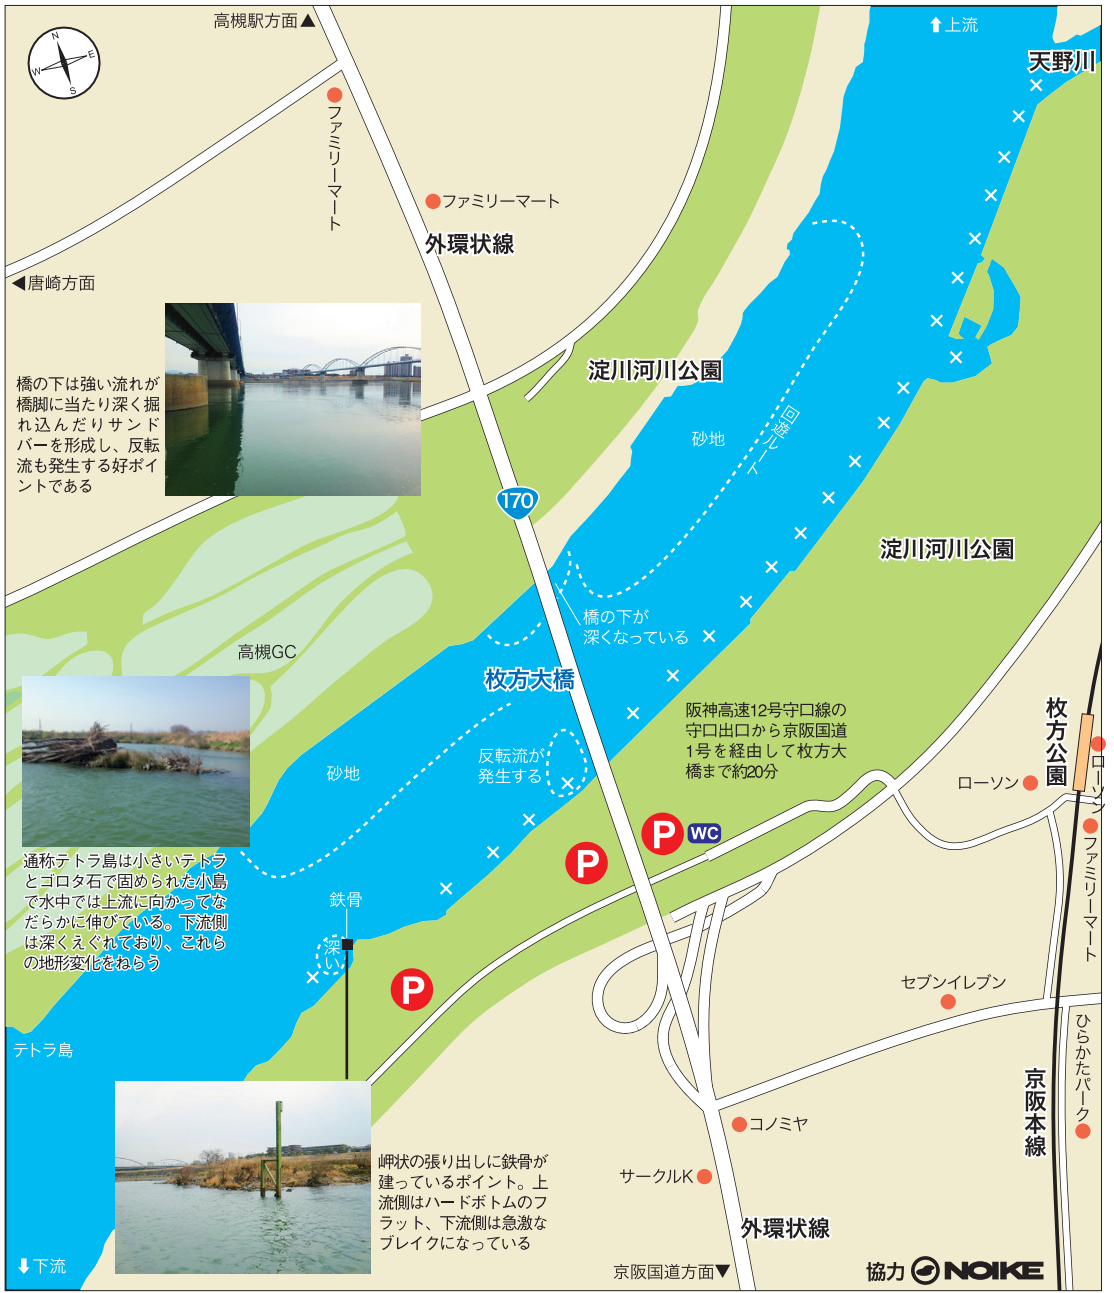 高槻駅方面▲
⬆上流
天野川
N
E
W
S
ファミリーマート
ファミリーマート
外環状線
◀唐崎方面
橋の下は強い流れが
橋脚に当たり深く掘
れ込んだりサンド
バーを形成し、反転
流も発生する好ポイ
ントである
淀川河川公園
回遊ルート
砂地
170
淀川河川公園
橋の下が
深くなっている
高槻GC
枚方大橋
阪神高速12号守口線の
守口出口から京阪国道
1号を経由して枚方大
橋まで約20分
枚方公園
反転流が
発生する
砂地
ローソン
ローソン
P
WC
P
ファミリーマート
通称テトラ島は小さいテトラ
とゴロタ石で固められた小島
で水中では上流に向かってな
だらかに伸びている。下流側
は深くえぐれており、これら
の地形変化をねらう
鉄骨
深い
P
セブンイレブン
ひらかたパーク
テトラ島
京阪本線
コノミヤ
岬状の張り出しに鉄骨が
建っているポイント。上
流側はハードボトムのフ
ラット、下流側は急激な
ブレイクになっている
サークルK
外環状線
⬇下流
京阪国道方面▼
協力 NOIKE